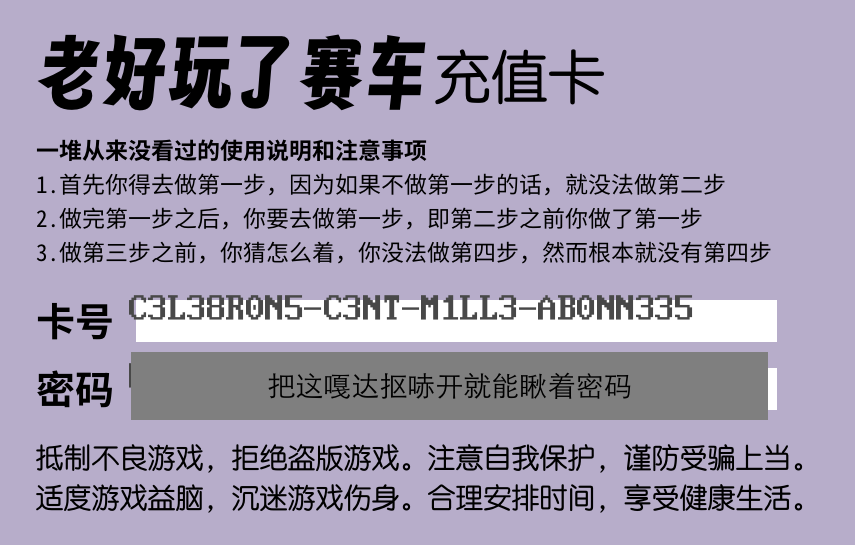 老好玩了赛车充值卡
一堆从来没看过的使用说明和注意事项
1.首先你得去做第一步，因为如果不做第一步的话，就没法做第二步
2.做完第一步之后，你要去做第一步，即第二步之前你做了第一步
3.做第三步之前，你猜怎么着，你没法做第四步，然而根本就没有第四步
卡号 C3L38R0N5-C3NT-M1LL3-AB0NN335
密码 把这嘎达抠哧开就能瞅着密码
抵制不良游戏，拒绝盗版游戏。注意自我保护，谨防受骗上当。
适度游戏益脑，沉迷游戏伤身。合理安排时间，享受健康生活。